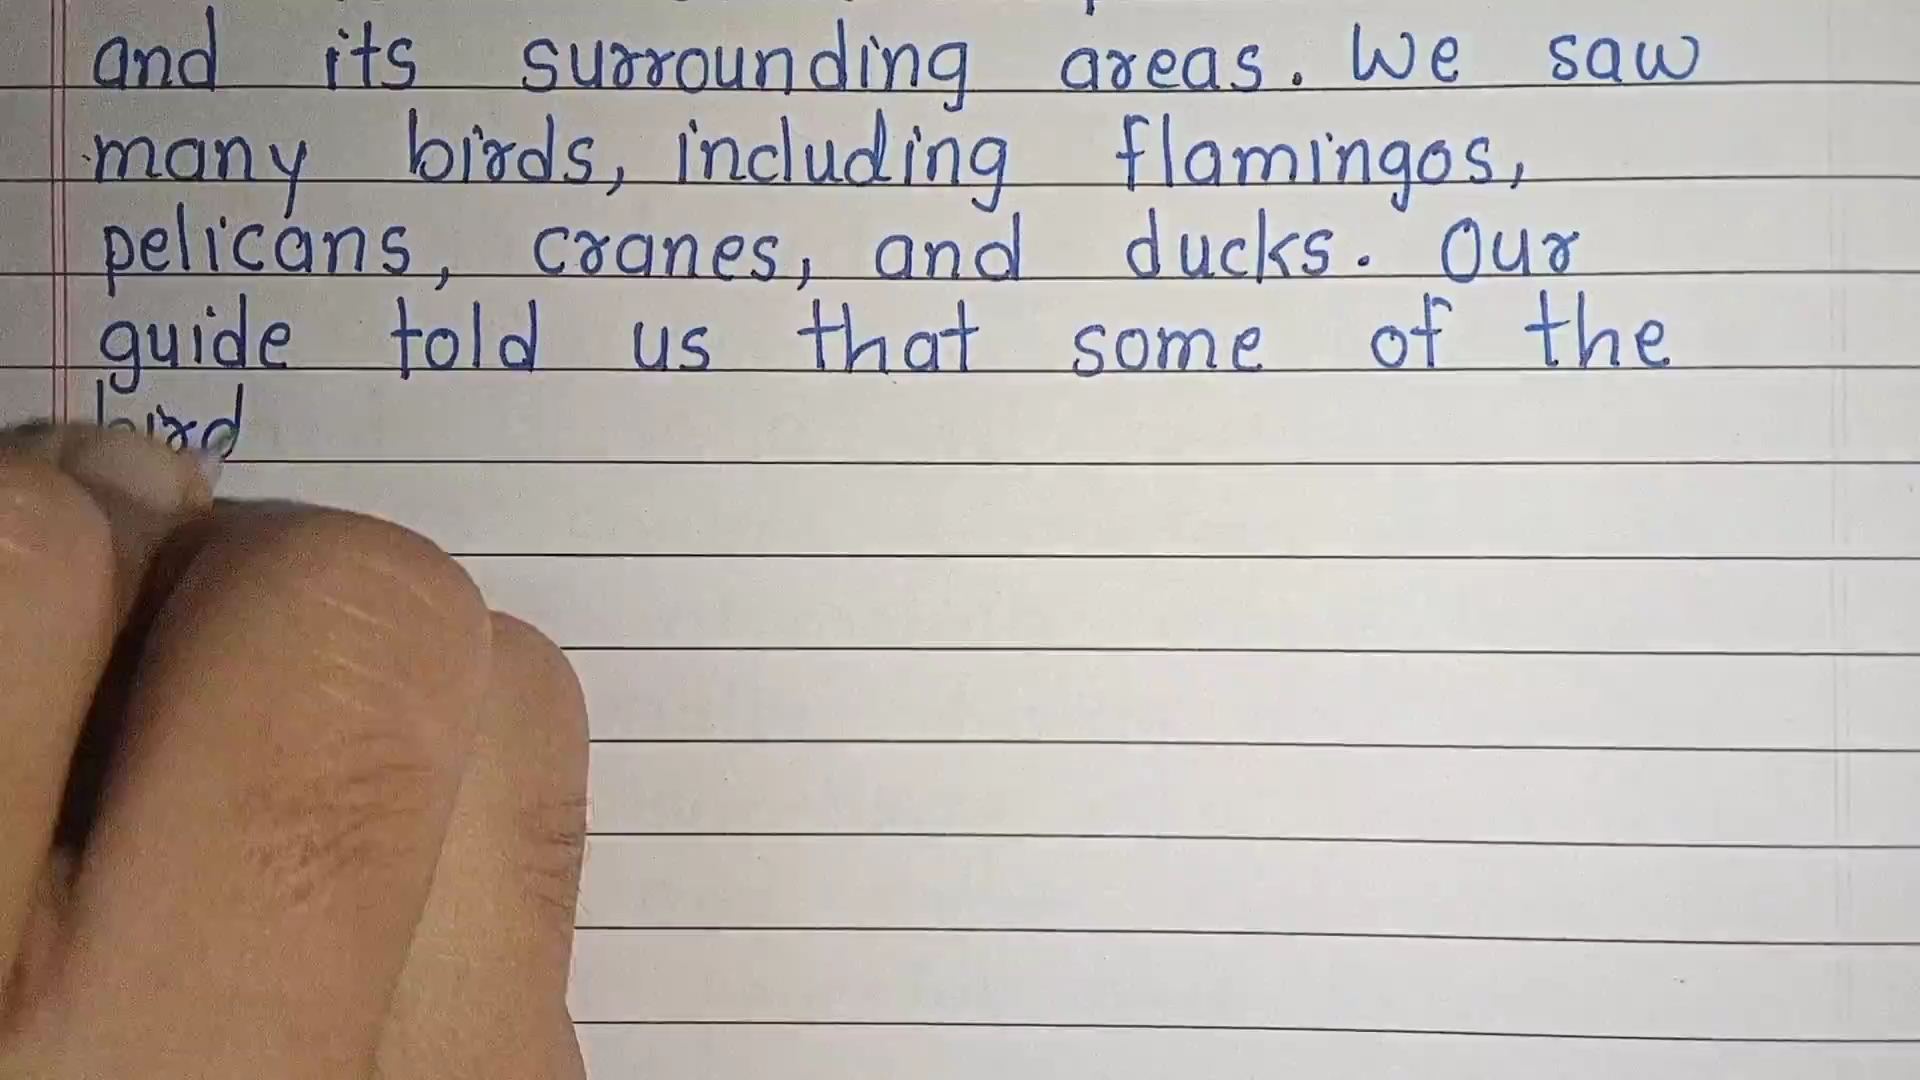 and its surrounding areas. We saw
many birds, including flamingos,
pelicans, cranes, and ducks. Our
guide told us that some of the
bird